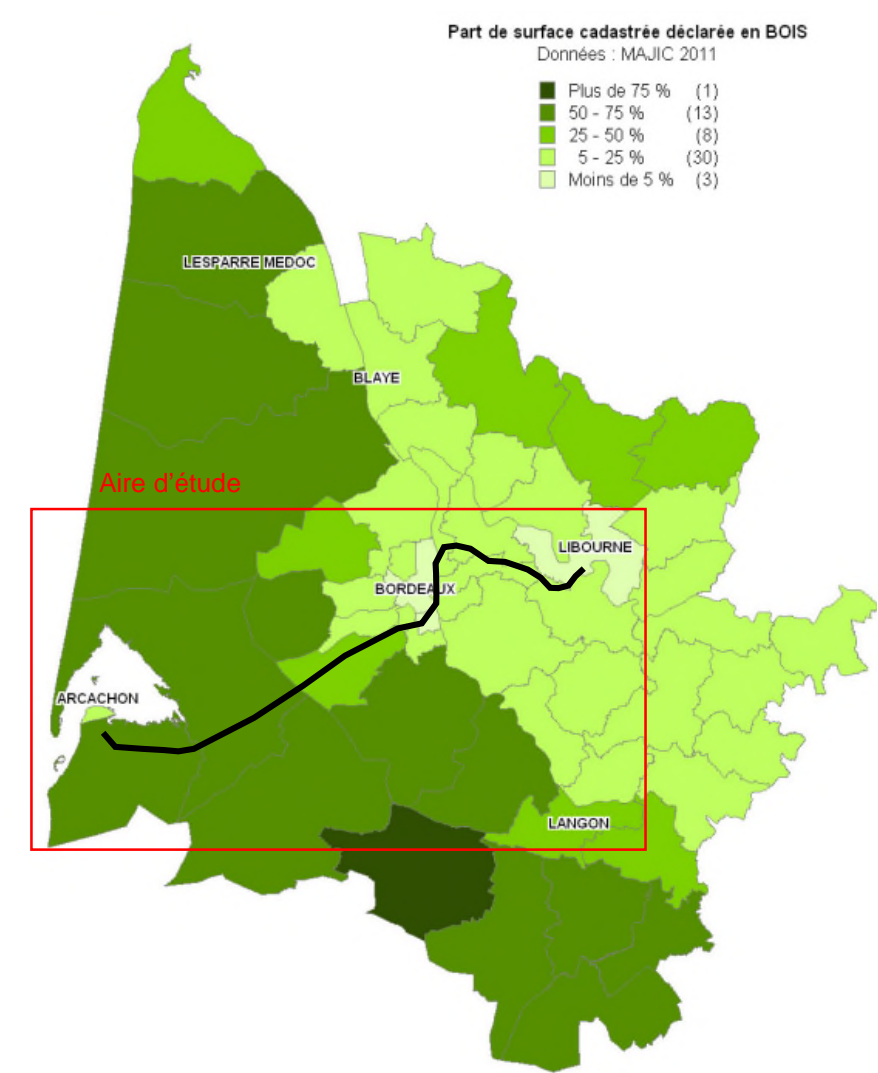 Part de surface cadastrée déclarée en BOIS
Données : MAJIC 2011
Plus de 75 % (1)
50 - 75 % (13)
25 - 50 % (8)
5 - 25 % (30)
Moins de 5 % (3)
LESPARRE MEDOC
BLAYE
Aire d'étude
LIBOURNE
BORDEAUX
ARCACHON
LANGON